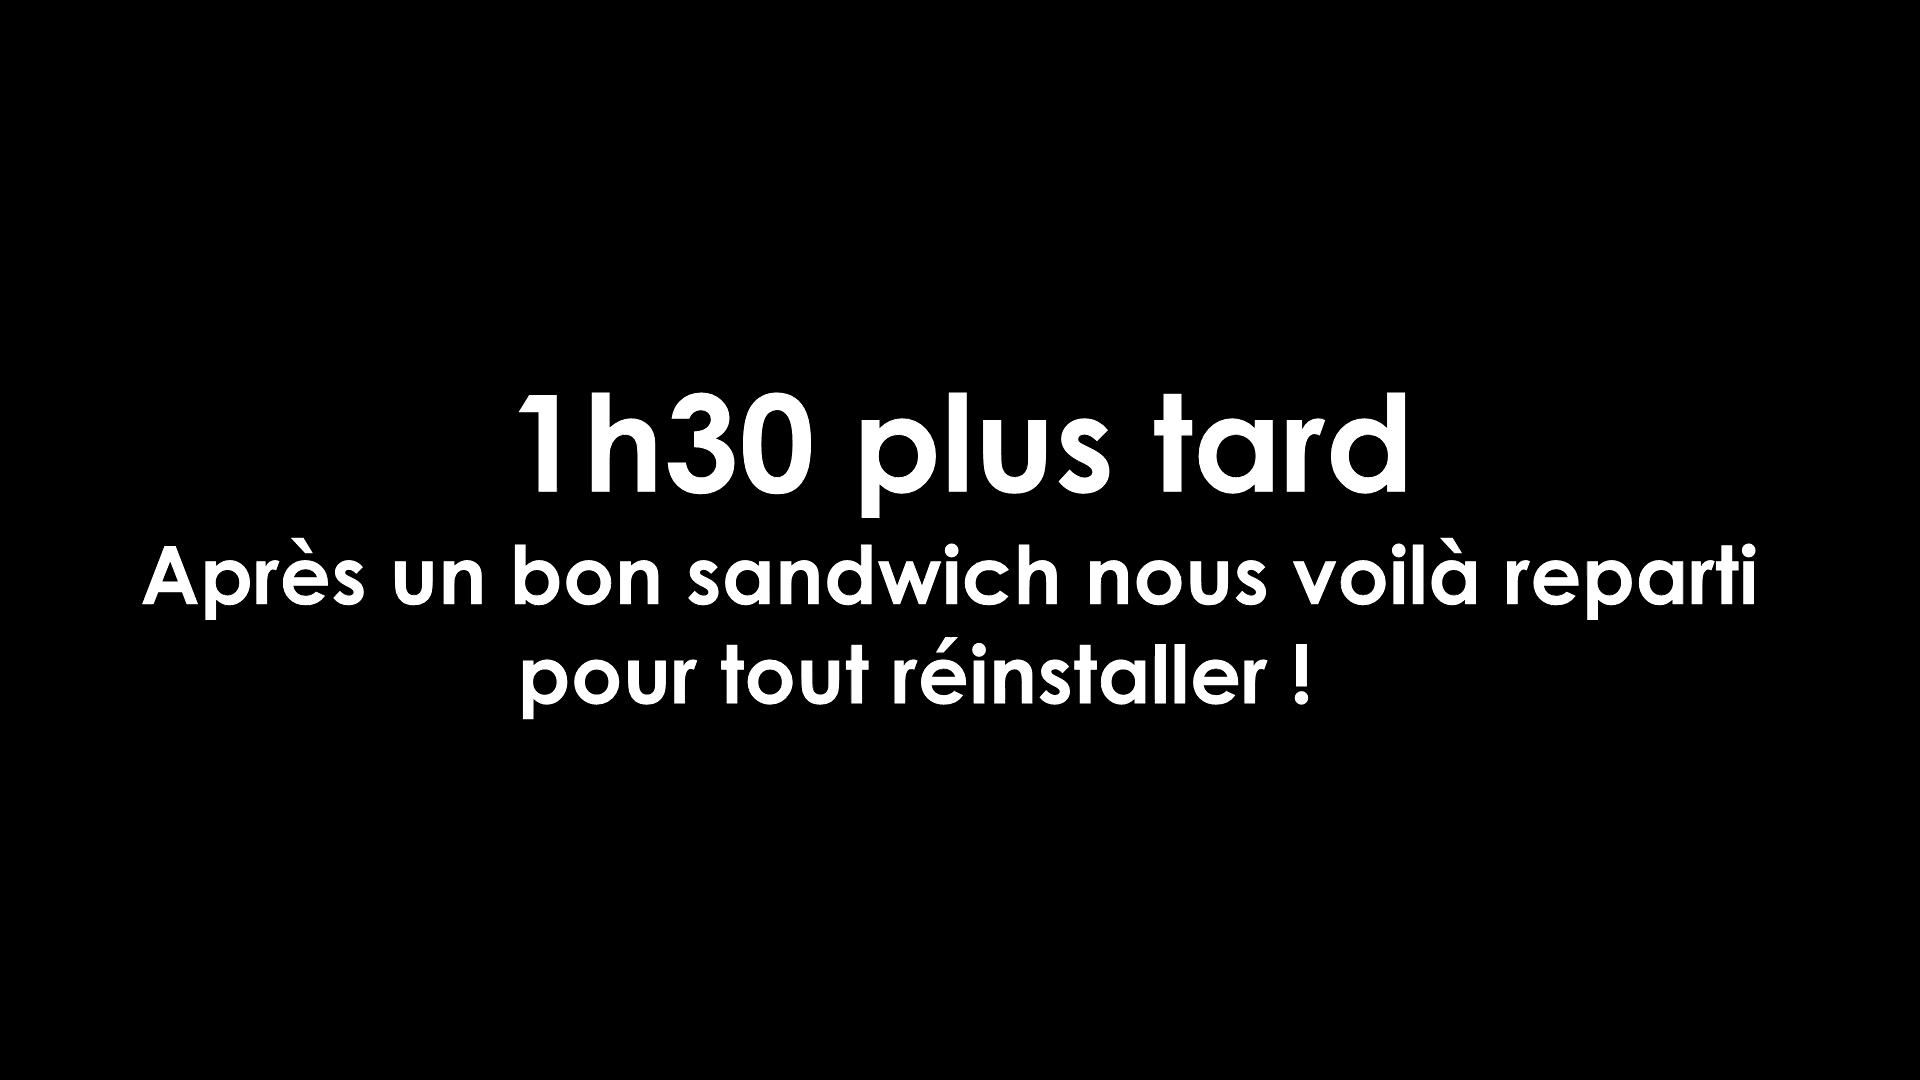 1h30 plus tard
Après un bon sandwich nous voilà reparti
pour tout réinstaller !